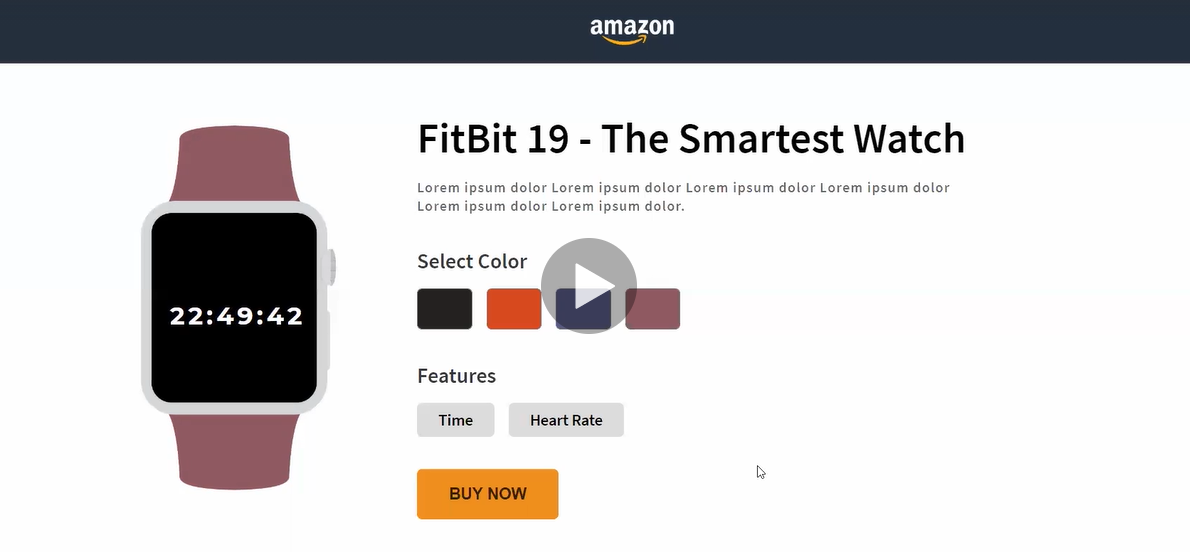 amazon
FitBit 19 - The Smartest Watch
Lorem ipsum dolor Lorem ipsum dolor Lorem ipsum dolor Lorem ipsum dolor
Lorem ipsum dolor Lorem ipsum dolor.
Select Color
22:49:42
Features
Time
Heart Rate
BUY NOW